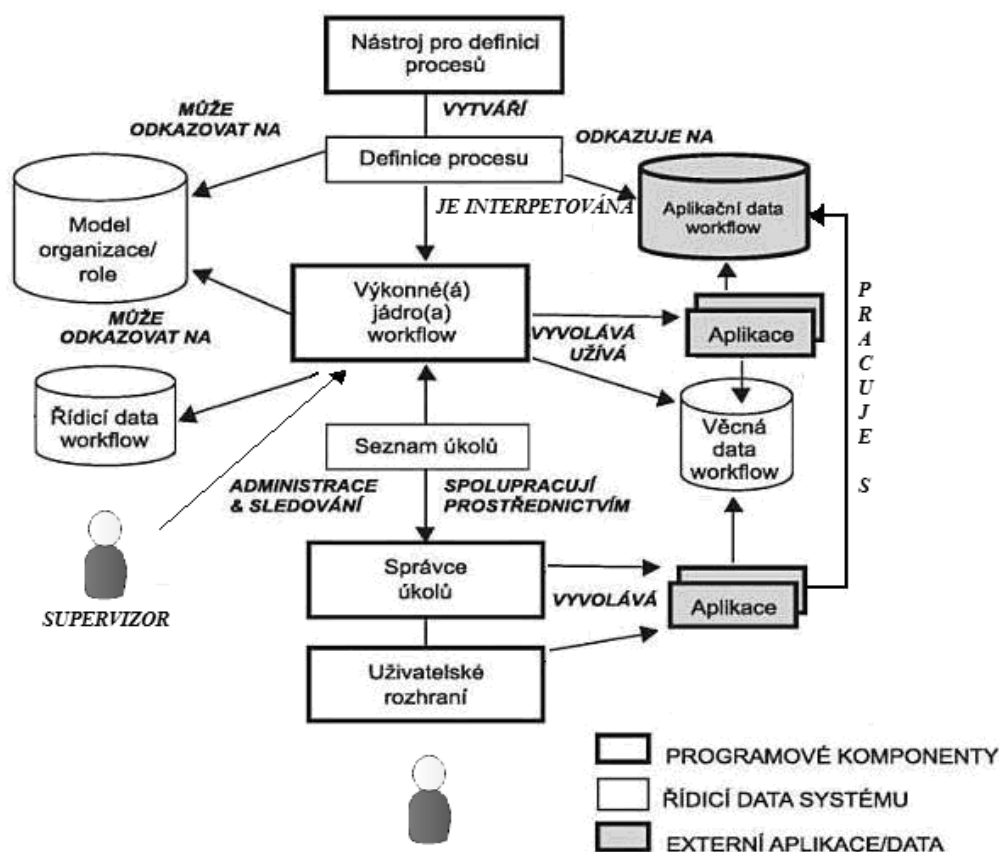 Nástroj pro definici
procesů
VYTVÁŘÍ
MŮŽE
ODKAZOVAT NA
ODKAZUJE NA
Definice procesu
Model
organizace/
role
JE INTERPETOVÁNA
Aplikační data
workflow
Výkonné(á)
jádro(a)
workflow
VYVOLÁVÁ
UŽÍVÁ
Aplikace
PRACUJE S
MŮŽE
ODKAZOVAT NA
Řídicí data
workflow
Věcná
data
workflow
Seznam úkolů
ADMINISTRACE
& SLEDOVÁNÍ
SPOLUPRACUJÍ
PROSTŘEDNICTVÍM
SUPERVIZOR
Správce
úkolů
VYVOLÁVÁ
Aplikace
Uživatelské
rozhraní
PROGRAMOVÉ KOMPONENTY
ŘÍDICÍ DATA SYSTÉMU
EXTERNÍ APLIKACE/DATA